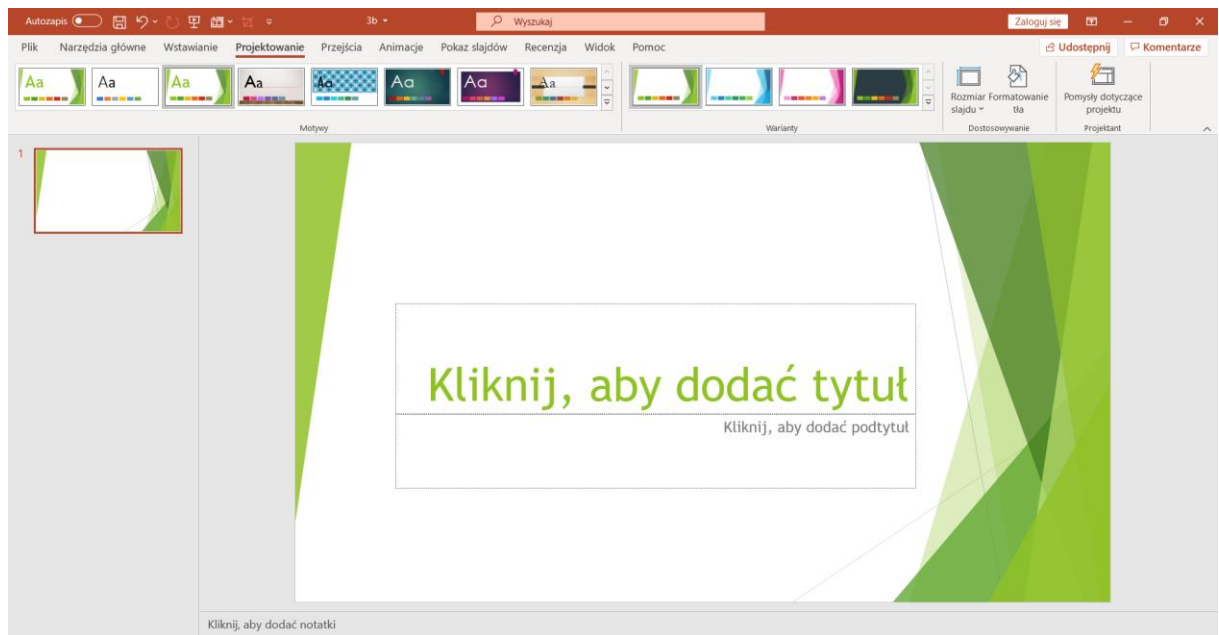 Autozapis 3b Wyszukaj Zaloguj się
Plik Narzędzia główne Wstawianie Projektowanie Przejścia Animacje Pokaz slajdów Recenzja Widok Pomoc Udostępnij Komentarze
Aa Aa Aa Aa Aa Aa Aa Aa
Rozmiar slajdu
Formatowanie tła
Pomysły dotyczące projektu
Motywy Warianty Dostosowywanie Projektant
1
Kliknij, aby dodać tytuł
Kliknij, aby dodać podtytuł
Kliknij, aby dodać notatki